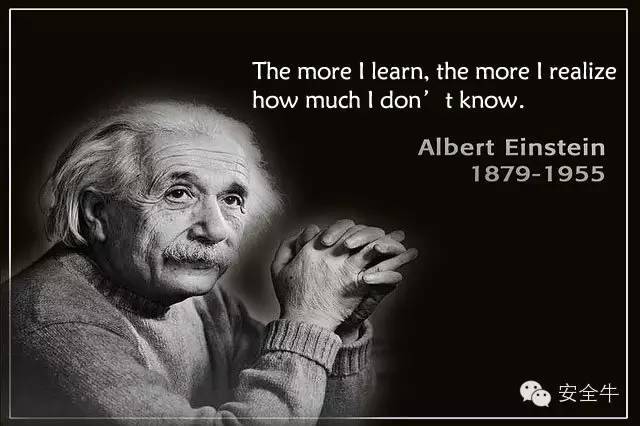 The more I learn, the more I realize
how much I don’t know.
Albert Einstein
1879-1955
安全牛